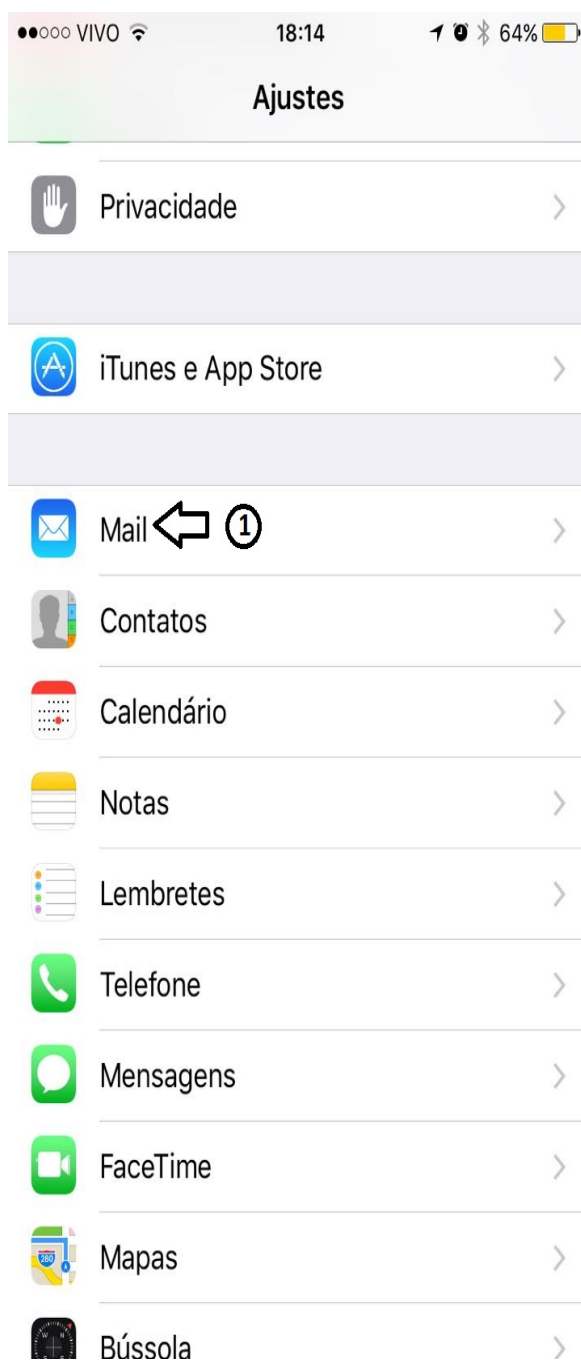 VIVO 18:14 64%
Ajustes
Privacidade
iTunes e App Store
Mail 1
Contatos
Calendário
Notas
Lembretes
Telefone
Mensagens
FaceTime
280
Mapas
W N
S E
Bússola